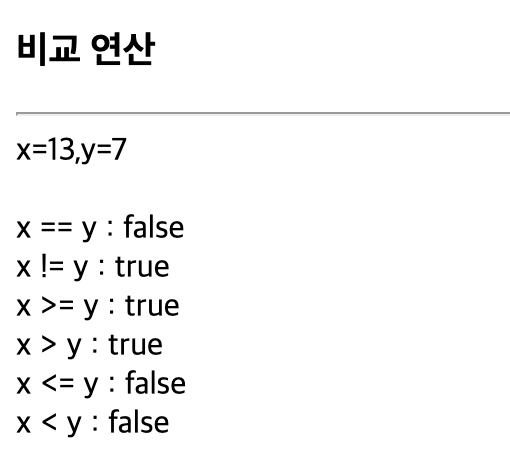 비교 연산
x=13,y=7
x == y : false
x != y : true
x >= y : true
x > y : true
x <= y : false
x < y : false